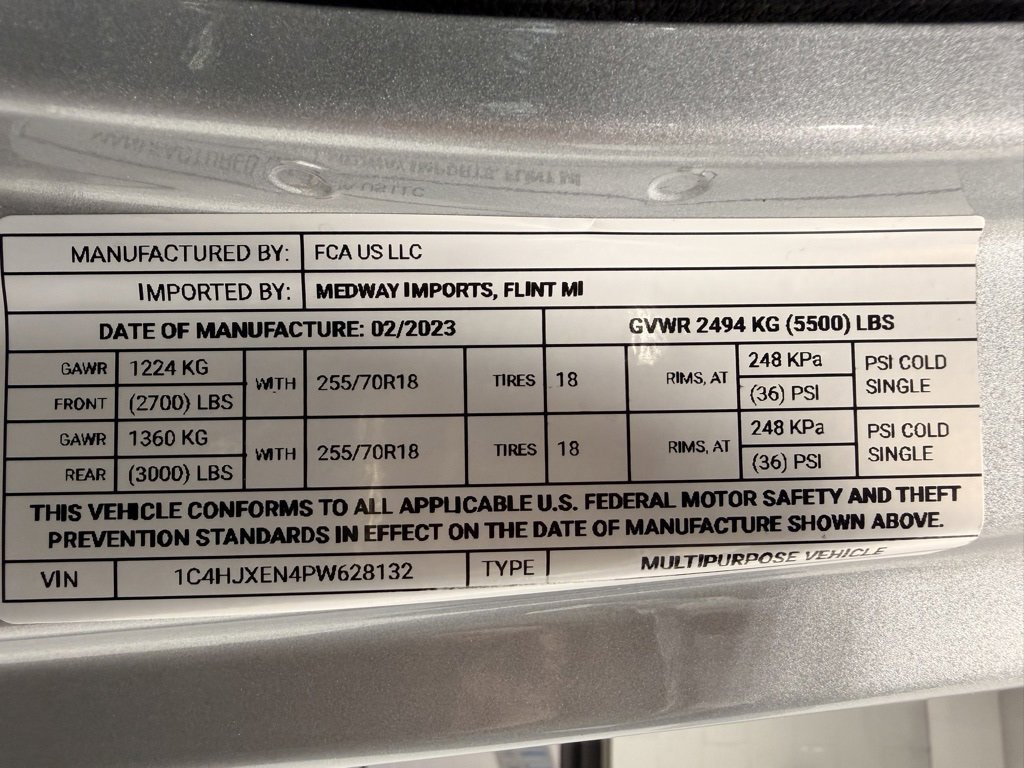 MANUFACTURED BY: FCA US LLC
IMPORTED BY: MEDWAY IMPORTS, FLINT MI
DATE OF MANUFACTURE: 02/2023 GVWR 2494 KG (5500) LBS
GAWR 1224 KG WITH 255/70R18 TIRES 18 RIMS, AT 248 KPa PSI COLD
FRONT (2700) LBS (36) PSI SINGLE
GAWR 1360 KG WITH 255/70R18 TIRES 18 RIMS, AT 248 KPa PSI COLD
REAR (3000) LBS (36) PSI SINGLE
THIS VEHICLE CONFORMS TO ALL APPLICABLE U.S. FEDERAL MOTOR SAFETY AND THEFT
PREVENTION STANDARDS IN EFFECT ON THE DATE OF MANUFACTURE SHOWN ABOVE.
VIN 1C4HJXEN4PW628132 TYPE MULTIPURPOSE VEHICLE